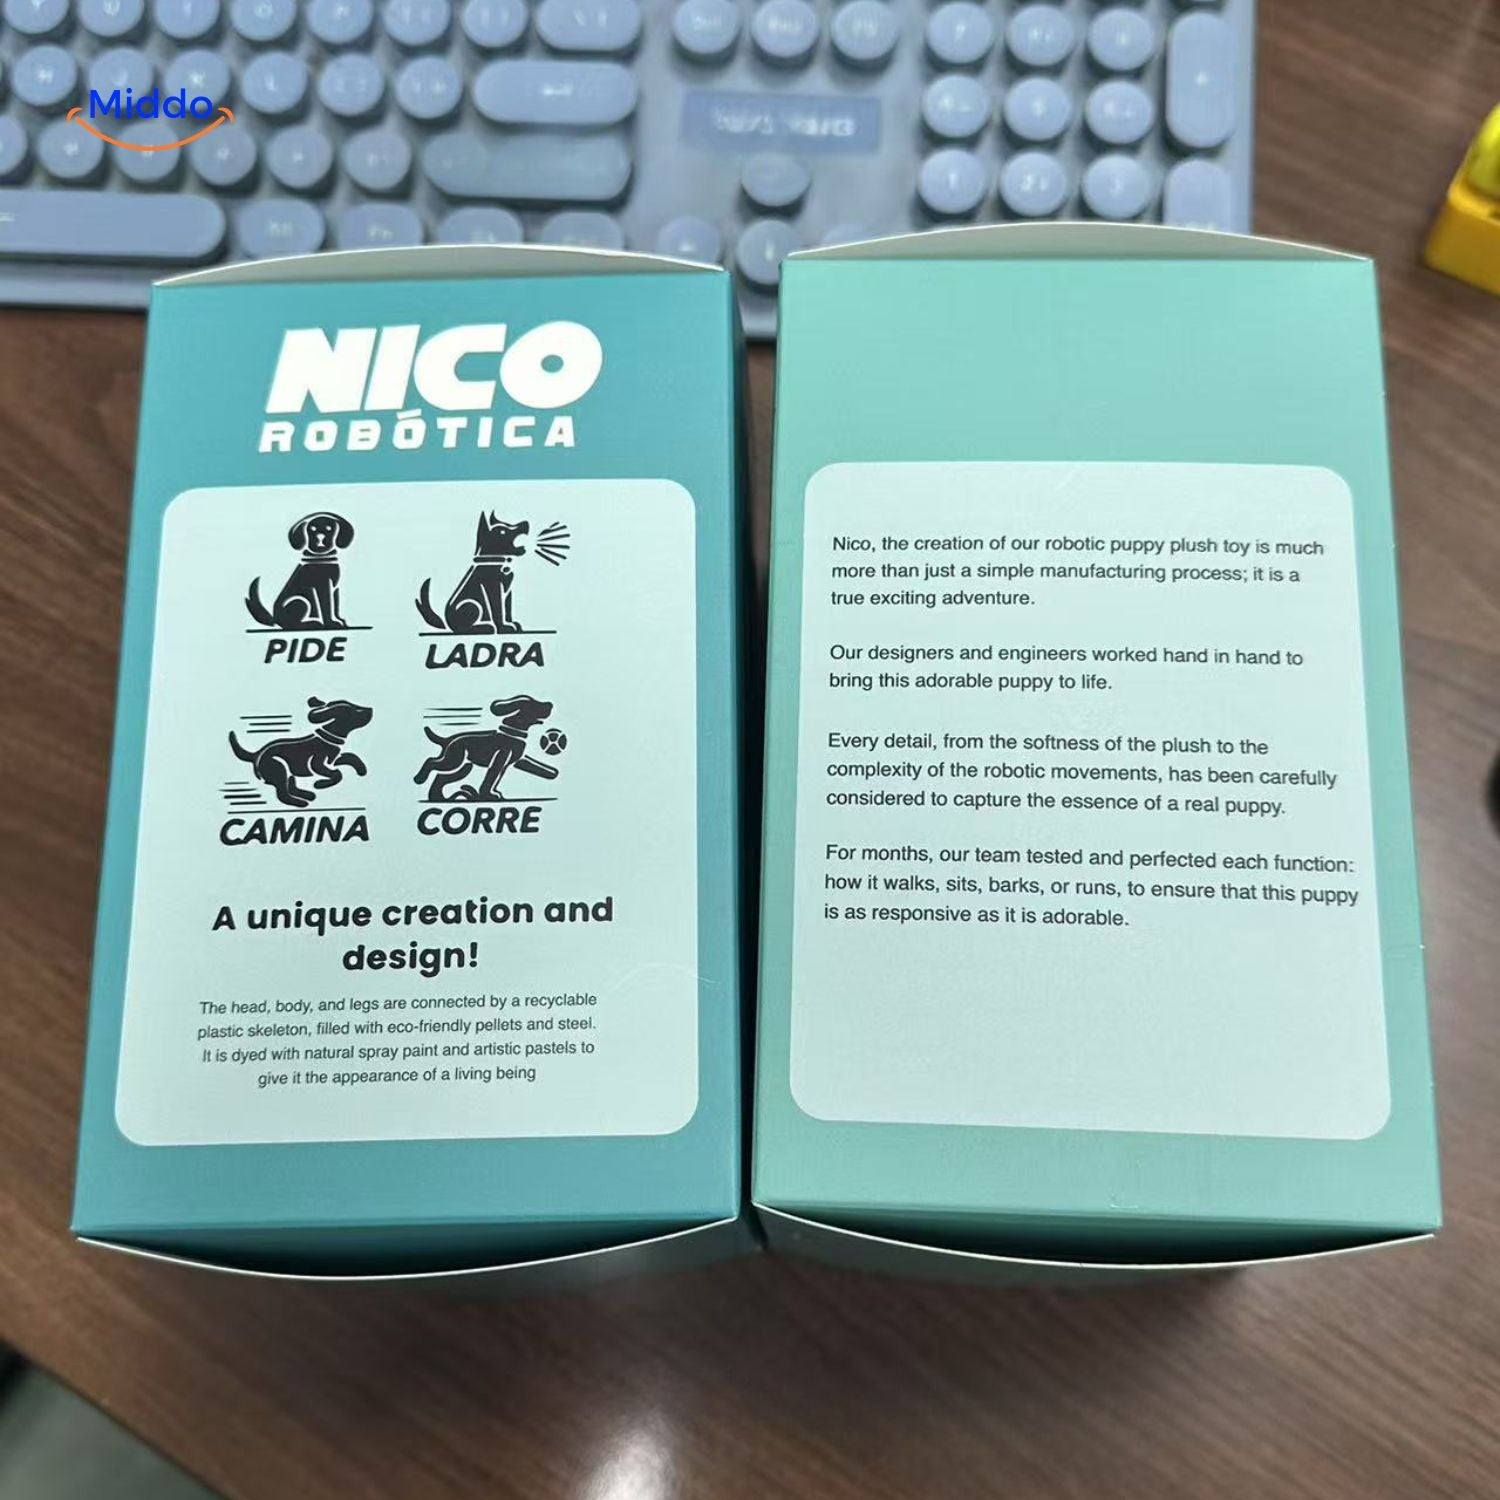 Middo
NICO
ROBÓTICA
PIDE
LADRA
CAMINA
CORRE
A unique creation and
design!
The head, body, and legs are connected by a recyclable
plastic skeleton, filled with eco-friendly pellets and steel.
It is dyed with natural spray paint and artistic pastels to
give it the appearance of a living being
Nico, the creation of our robotic puppy plush toy is much
more than just a simple manufacturing process; it is a
true exciting adventure.
Our designers and engineers worked hand in hand to
bring this adorable puppy to life.
Every detail, from the softness of the plush to the
complexity of the robotic movements, has been carefully
considered to capture the essence of a real puppy.
For months, our team tested and perfected each function:
how it walks, sits, barks, or runs, to ensure that this puppy
is as responsive as it is adorable.